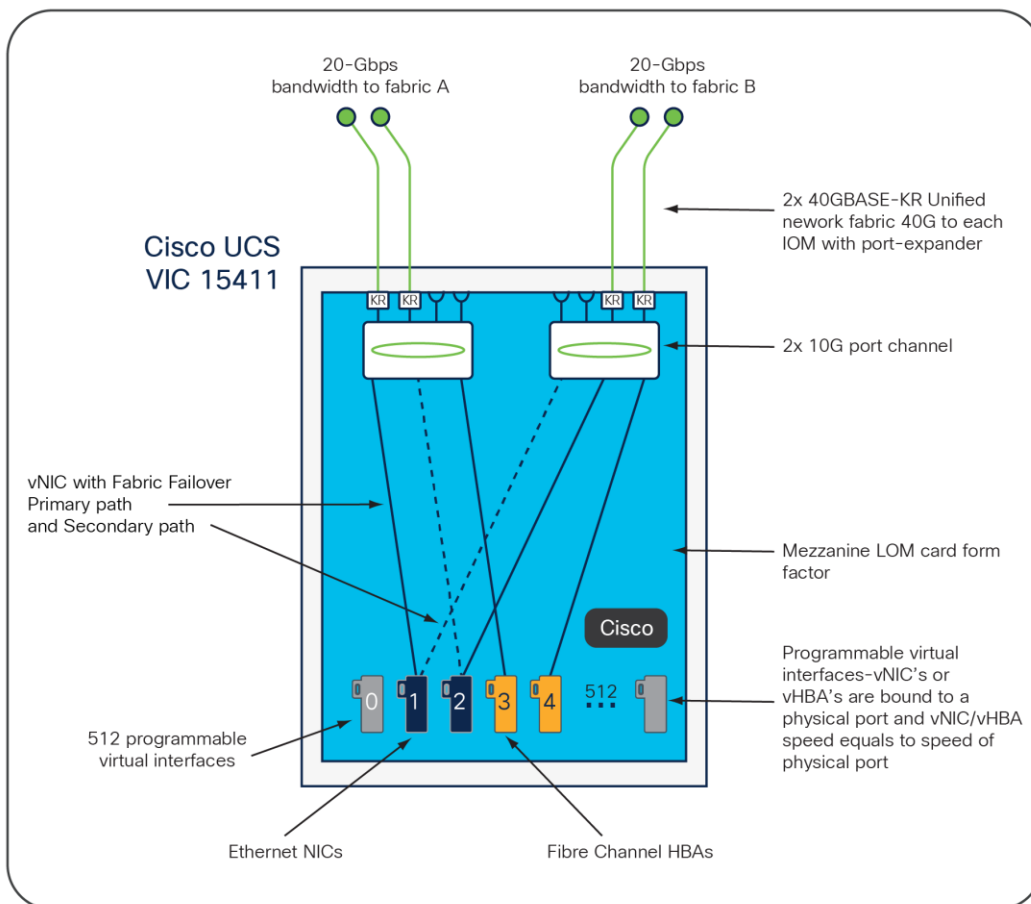 20-Gbps
bandwidth to fabric A
20-Gbps
bandwidth to fabric B
2x 40GBASE-KR Unified
nework fabric 40G to each
IOM with port-expander
Cisco UCS
VIC 15411
KR
KR
KR
KR
2x 10G port channel
vNIC with Fabric Failover
Primary path
and Secondary path
Mezzanine LOM card form
factor
Cisco
Programmable virtual
interfaces-vNIC's or
vHBA's are bound to a
physical port and vNIC/vHBA
speed equals to speed of
physical port
0
1
2
3
4
512
512 programmable
virtual interfaces
Ethernet NICs
Fibre Channel HBAs